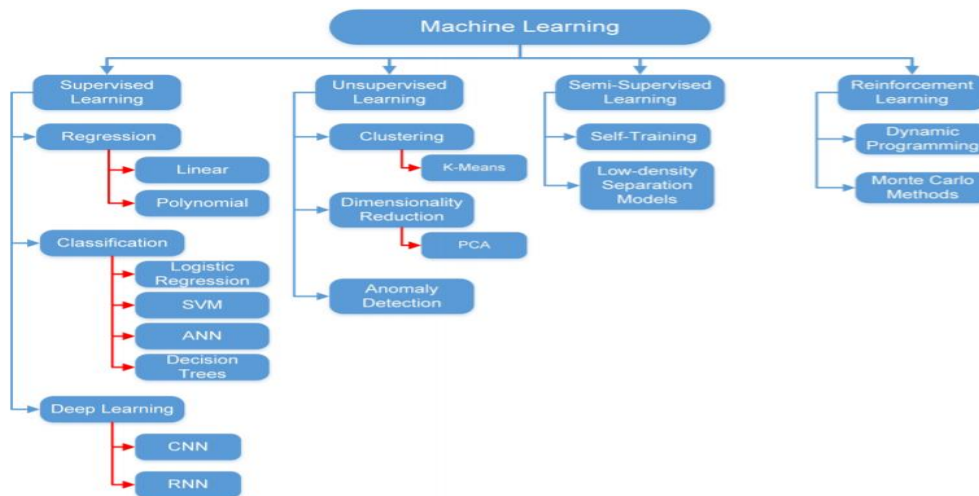 Machine Learning
Supervised
Learning
Regression
Linear
Polynomial
Classification
Logistic
Regression
SVM
ANN
Decision
Trees
Deep Learning
CNN
RNN
Unsupervised
Learning
Clustering
K-Means
Dimensionality
Reduction
PCA
Anomaly
Detection
Semi-Supervised
Learning
Self-Training
Low-density
Separation
Models
Reinforcement
Learning
Dynamic
Programming
Monte Carlo
Methods